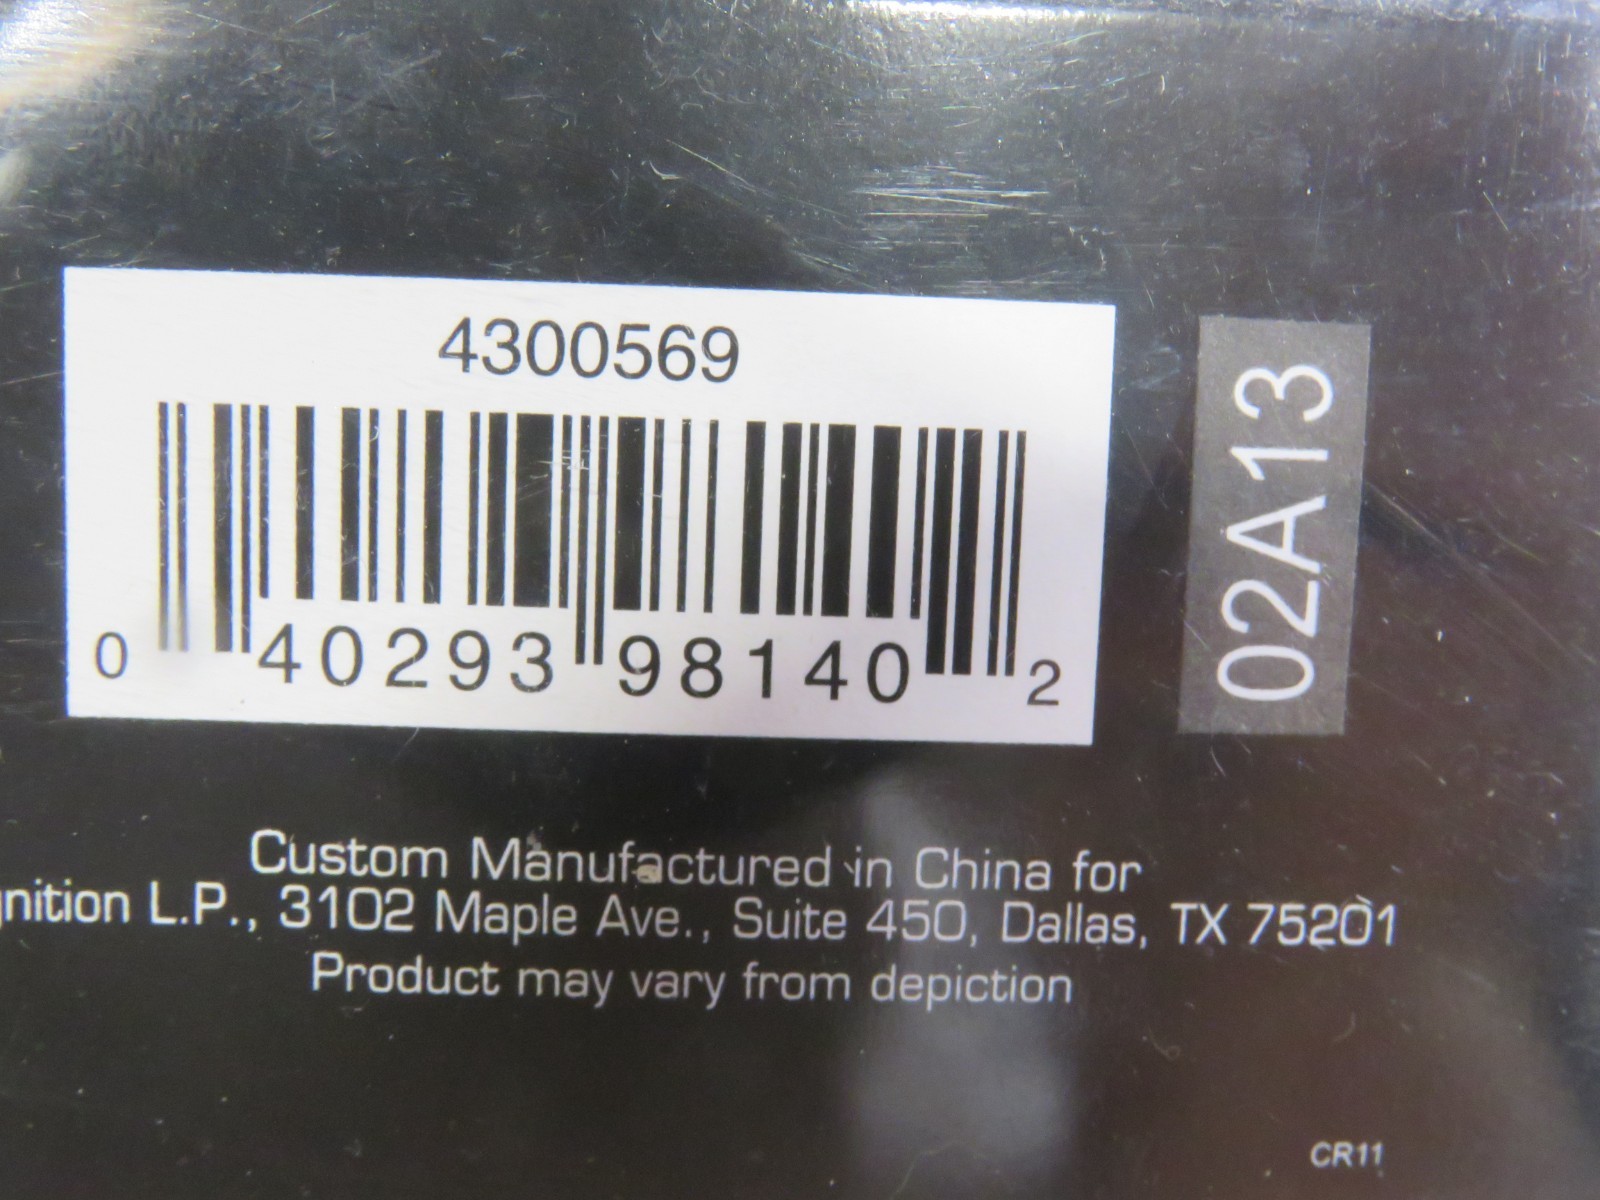 4300569
0 40293 98140 2
02A13
Custom Manufactured in China for
L.P., 3102 Maple Ave., Suite 450, Dallas, TX 75201
Product may vary from depiction
CR11